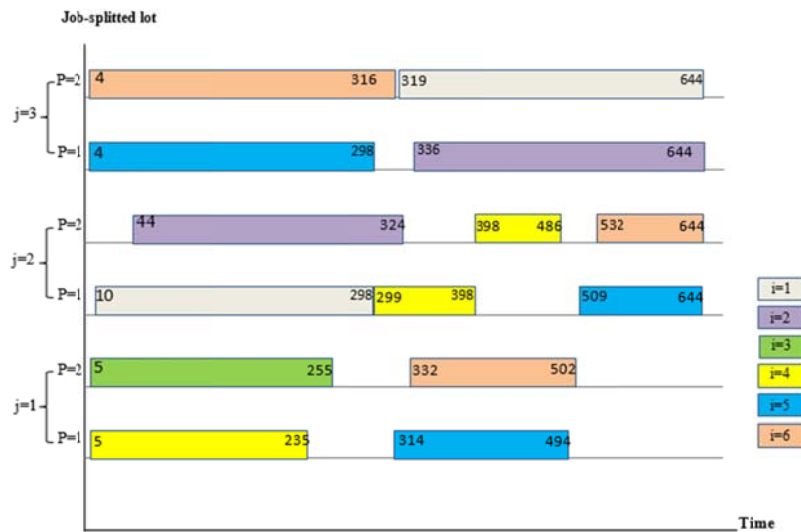 Job-splitted lot
P=2 4 316 319 644
j=3
P=1 4 298 336 644
P=2 44 324 398 486 532 644
j=2
P=1 10 298 299 398 509 644
i=1
i=2
P=2 5 255 332 502
i=3
j=1
i=4
P=1 5 235 314 494
i=5
i=6
Time